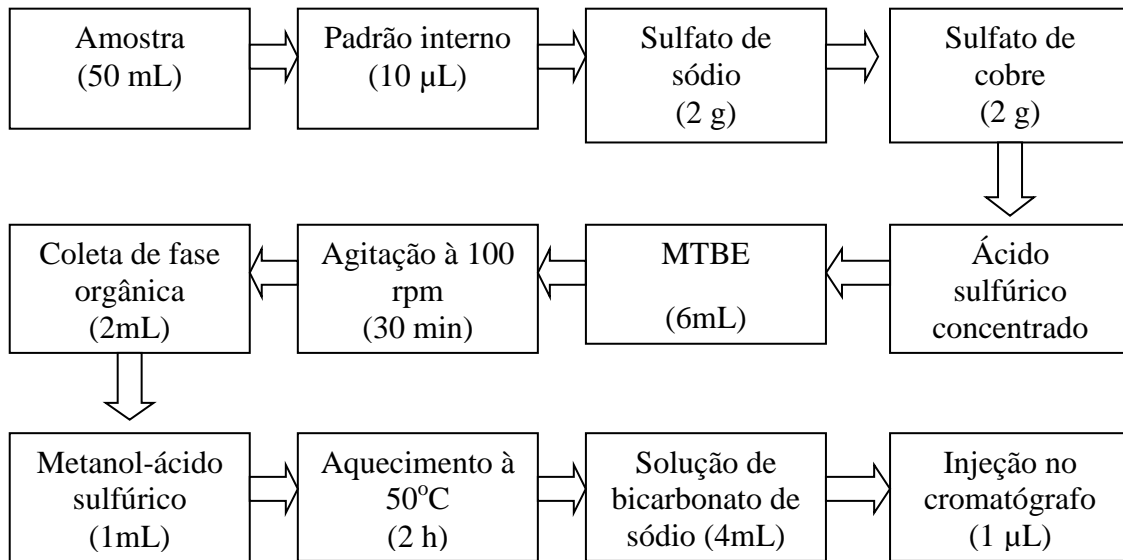 Amostra
(50 mL)
Padrão interno
(10 µL)
Sulfato de
sódio
(2 g)
Sulfato de
cobre
(2 g)
Ácido
sulfúrico
concentrado
MTBE
(6mL)
Agitação à 100
rpm
(30 min)
Coleta de fase
orgânica
(2mL)
Metanol-ácido
sulfúrico
(1mL)
Aquecimento à
50°C
(2 h)
Solução de
bicarbonato de
sódio (4mL)
Injeção no
cromatógrafo
(1 µL)